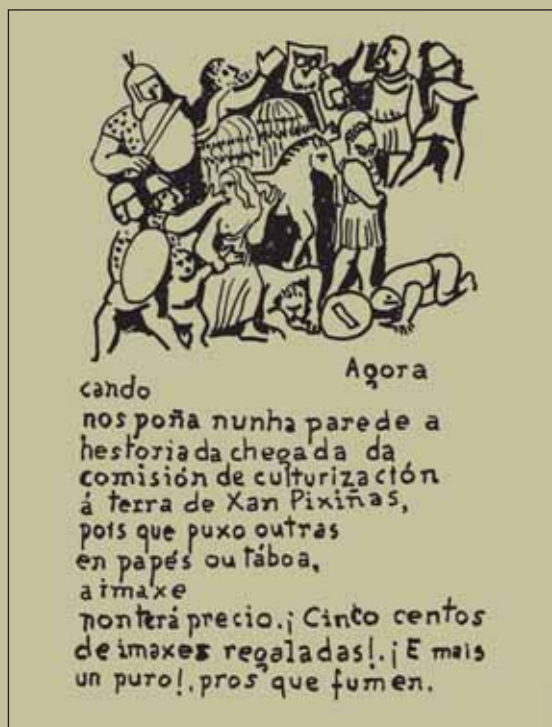 Agora
cando
nos poña nunha parede a
hestoria da chegada da
comisión de culturización
á terra de Xan Pixiñas,
pois que puxo outras
en papés ou táboa,
a imaxe
non terá precio. ¡ Cinco centos
de imaxes regaladas!. ¡ E mais
un puro!, pros que fumen.